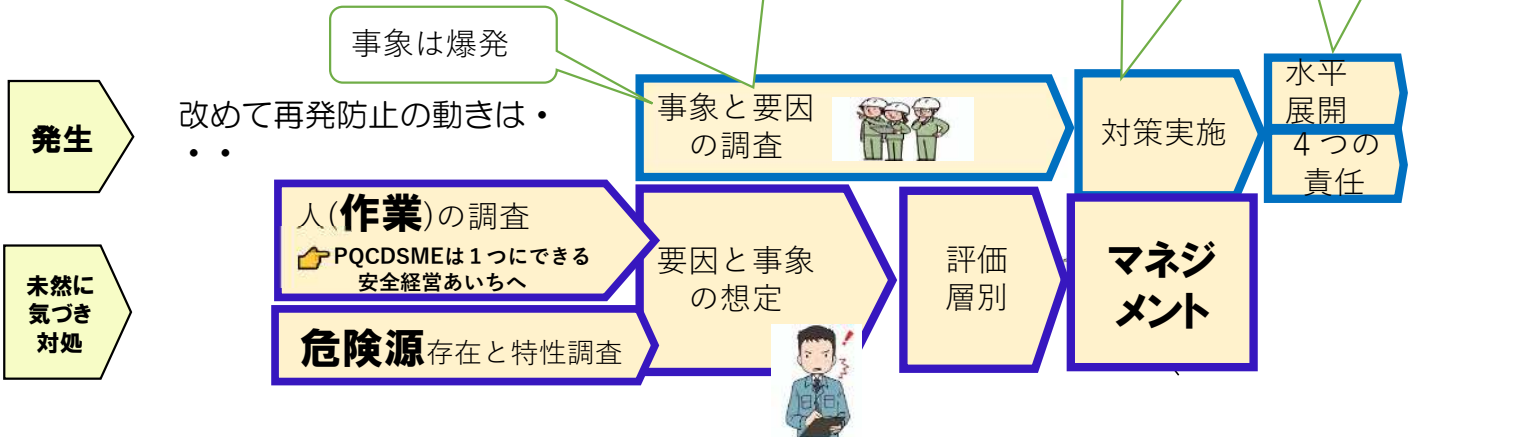 事象は爆発
発生
改めて再発防止の動きは・
・・
事象と要因
の調査
対策実施
水平
展開
４つの
責任
未然に
気づき
対処
人(作業)の調査
PQCDSMEは１つにできる
安全経営あいちへ
危険源存在と特性調査
要因と事象
の想定
評価
層別
マネジ
メント